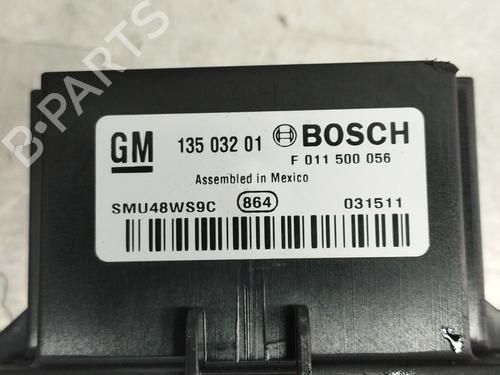 GM 135 032 01 BOSCH
F 011 500 056
Assembled in Mexico
SMU48WS9C 864 031511
B-PARTS